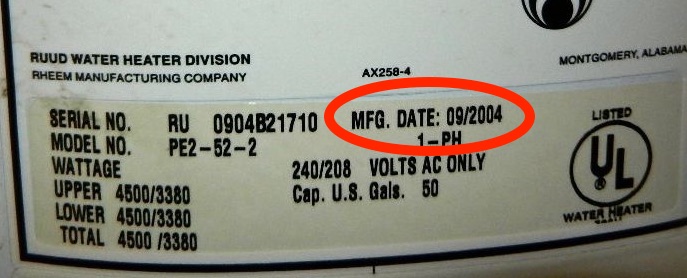 RUUD WATER HEATER DIVISION
RHEEM MANUFACTURING COMPANY
AX258-4
MONTGOMERY, ALABAMA
SERIAL NO. RU 0904B21710 MFG. DATE: 09/2004
MODEL NO. PE2-52-2 1-PH
WATTAGE 240/208 VOLTS AC ONLY
UPPER 4500/3380 Cap. U.S. Gals. 50
LOWER 4500/3380
TOTAL 4500 /3380
LISTED
UL
®
WATER HEATER